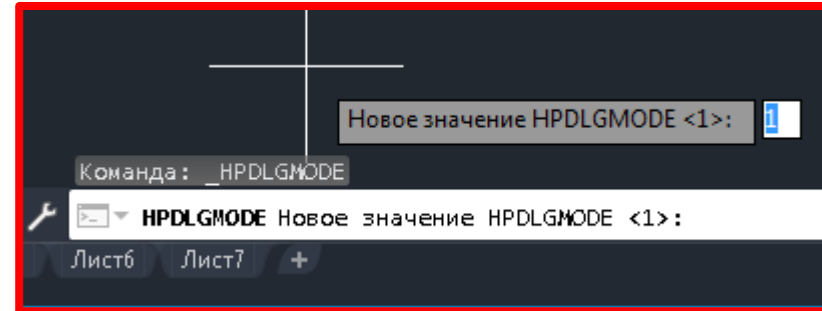 Новое значение HPDLGMODE <1>: 1
Команда: _HPDLGMODE
HPDLGMODE Новое значение HPDLGMODE <1>:
Лист6 Лист7 +